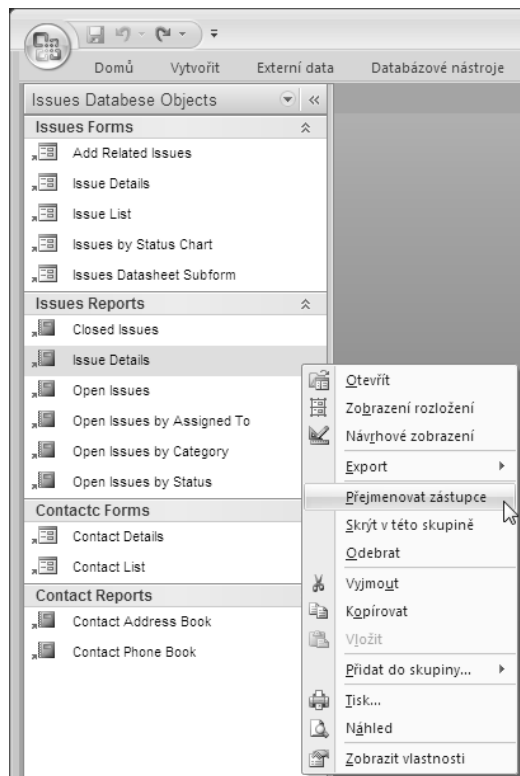 Domů Vytvořit Externí data Databázové nástroje
Issues Databese Objects
Issues Forms
Add Related Issues
Issue Details
Issue List
Issues by Status Chart
Issues Datasheet Subform
Issues Reports
Closed Issues
Issue Details
Open Issues
Open Issues by Assigned To
Open Issues by Category
Open Issues by Status
Contactc Forms
Contact Details
Contact List
Contact Reports
Contact Address Book
Contact Phone Book
Otevřít
Zobrazení rozložení
Návrhové zobrazení
Export
Přejmenovat zástupce
Skrýt v této skupině
Odebrat
Vyjmout
Kopírovat
Vložit
Přidat do skupiny...
Tisk...
Náhled
Zobrazit vlastnosti